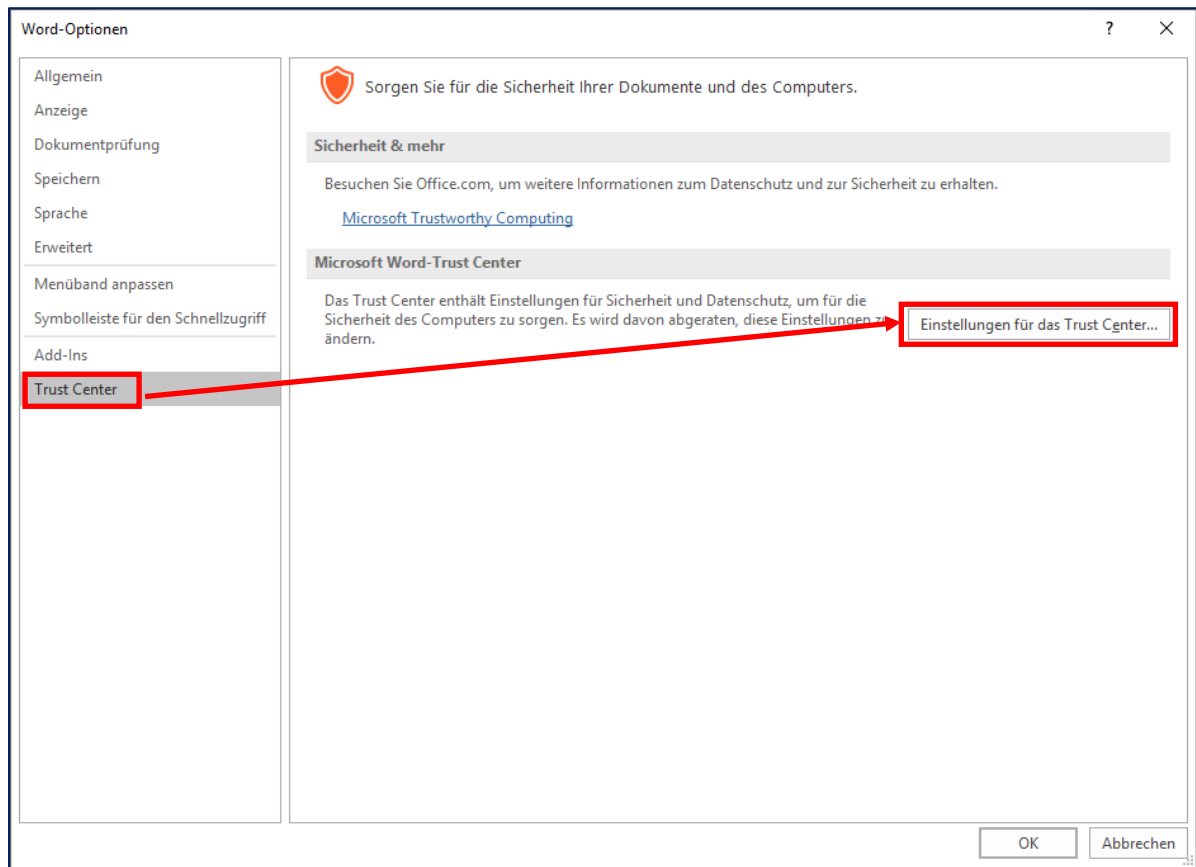 Word-Optionen
?
Allgemein
Anzeige
Dokumentprüfung
Speichern
Sprache
Erweitert
Menüband anpassen
Symbolleiste für den Schnellzugriff
Add-Ins
Trust Center
Sorgen Sie für die Sicherheit Ihrer Dokumente und des Computers.
Sicherheit & mehr
Besuchen Sie Office.com, um weitere Informationen zum Datenschutz und zur Sicherheit zu erhalten.
Microsoft Trustworthy Computing
Microsoft Word-Trust Center
Das Trust Center enthält Einstellungen für Sicherheit und Datenschutz, um für die
Sicherheit des Computers zu sorgen. Es wird davon abgeraten, diese Einstellungen zu
ändern.
Einstellungen für das Trust Center...
OK
Abbrechen